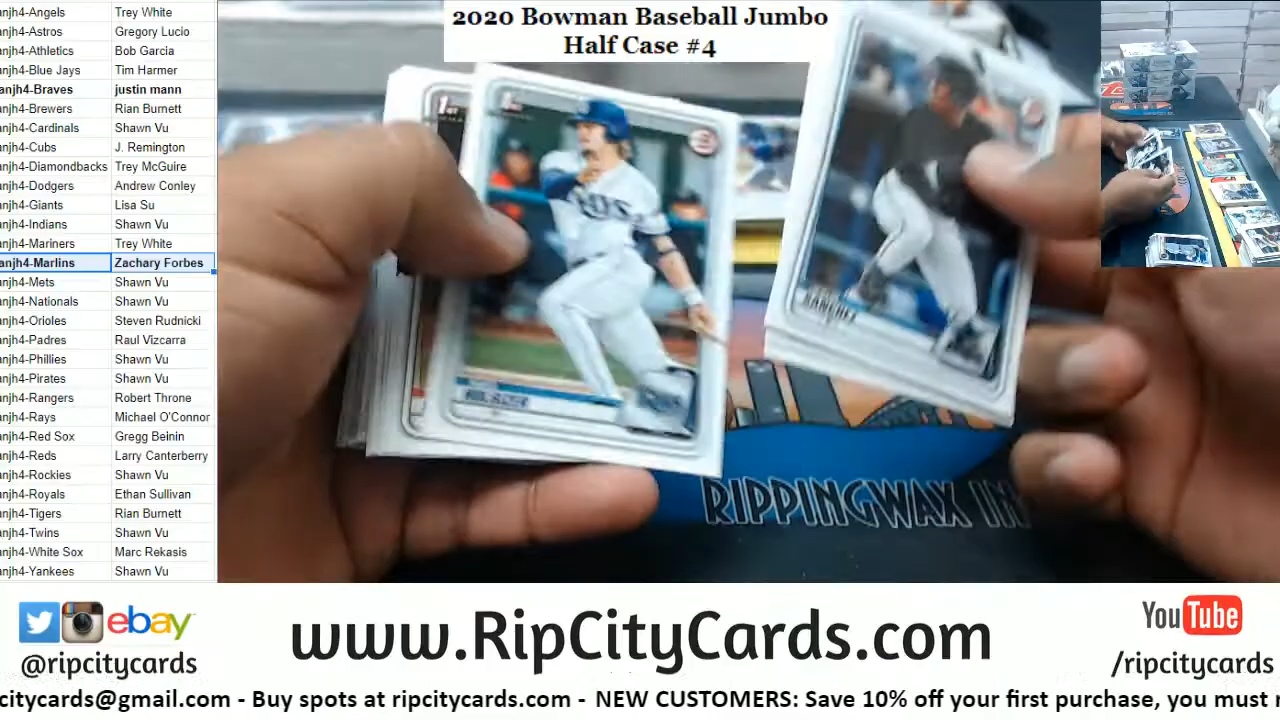 2020 Bowman Baseball Jumbo
Half Case #4
anjh4-Angels Trey White
anjh4-Astros Gregory Lucio
anjh4-Athletics Bob Garcia
anjh4-Blue Jays Tim Harmer
anjh4-Braves justin mann
anjh4-Brewers Rian Burnett
anjh4-Cardinals Shawn Vu
anjh4-Cubs J. Remington
anjh4-Diamondbacks Trey McGuire
anjh4-Dodgers Andrew Conley
anjh4-Giants Lisa Su
anjh4-Indians Shawn Vu
anjh4-Mariners Trey White
anjh4-Marlins Zachary Forbes
anjh4-Mets Shawn Vu
anjh4-Nationals Shawn Vu
anjh4-Orioles Steven Rudnicki
anjh4-Padres Raul Vizcarra
anjh4-Phillies Shawn Vu
anjh4-Pirates Shawn Vu
anjh4-Rangers Robert Throne
anjh4-Rays Michael O'Connor
anjh4-Red Sox Gregg Beinin
anjh4-Reds Larry Canterberry
anjh4-Rockies Shawn Vu
anjh4-Royals Ethan Sullivan
anjh4-Tigers Rian Burnett
anjh4-Twins Shawn Vu
anjh4-White Sox Marc Rekasis
anjh4-Yankees Shawn Vu
1st
RAYS
SANCHEZ
RIPPINGWAX IN
ebay
@ripcitycards
www.RipCityCards.com
YouTube
/ripcitycards
citycards@gmail.com - Buy spots at ripcitycards.com - NEW CUSTOMERS: Save 10% off your first purchase, you must